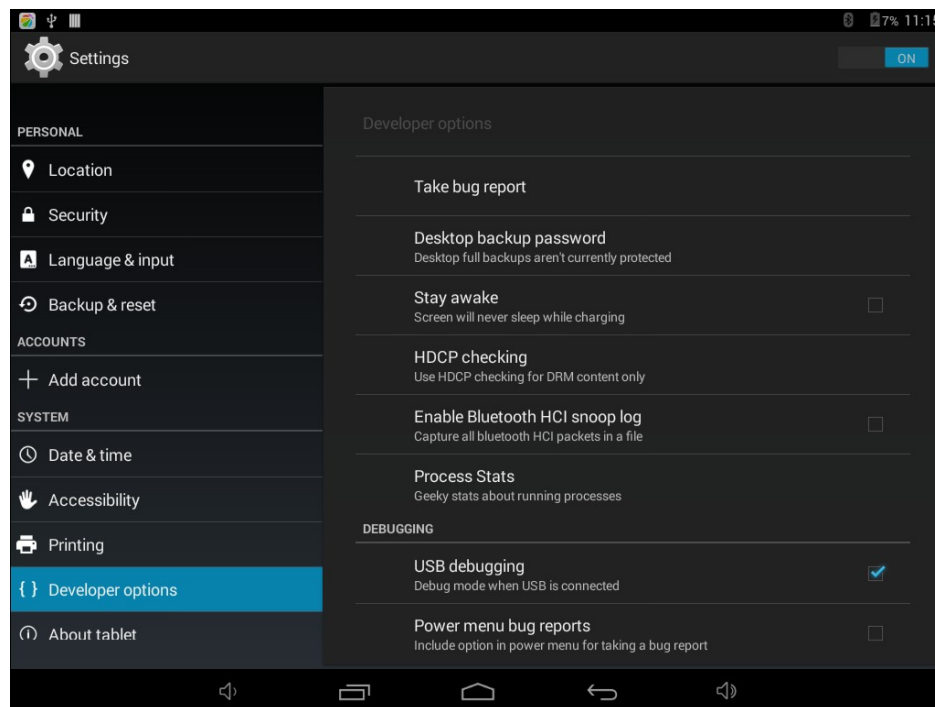 7% 11:15
Settings
ON
PERSONAL
Location
Security
Language & input
Backup & reset
ACCOUNTS
Add account
SYSTEM
Date & time
Accessibility
Printing
{ } Developer options
About tablet
Developer options
Take bug report
Desktop backup password
Desktop full backups aren't currently protected
Stay awake
Screen will never sleep while charging
HDCP checking
Use HDCP checking for DRM content only
Enable Bluetooth HCI snoop log
Capture all bluetooth HCI packets in a file
Process Stats
Geeky stats about running processes
DEBUGGING
USB debugging
Debug mode when USB is connected
Power menu bug reports
Include option in power menu for taking a bug report